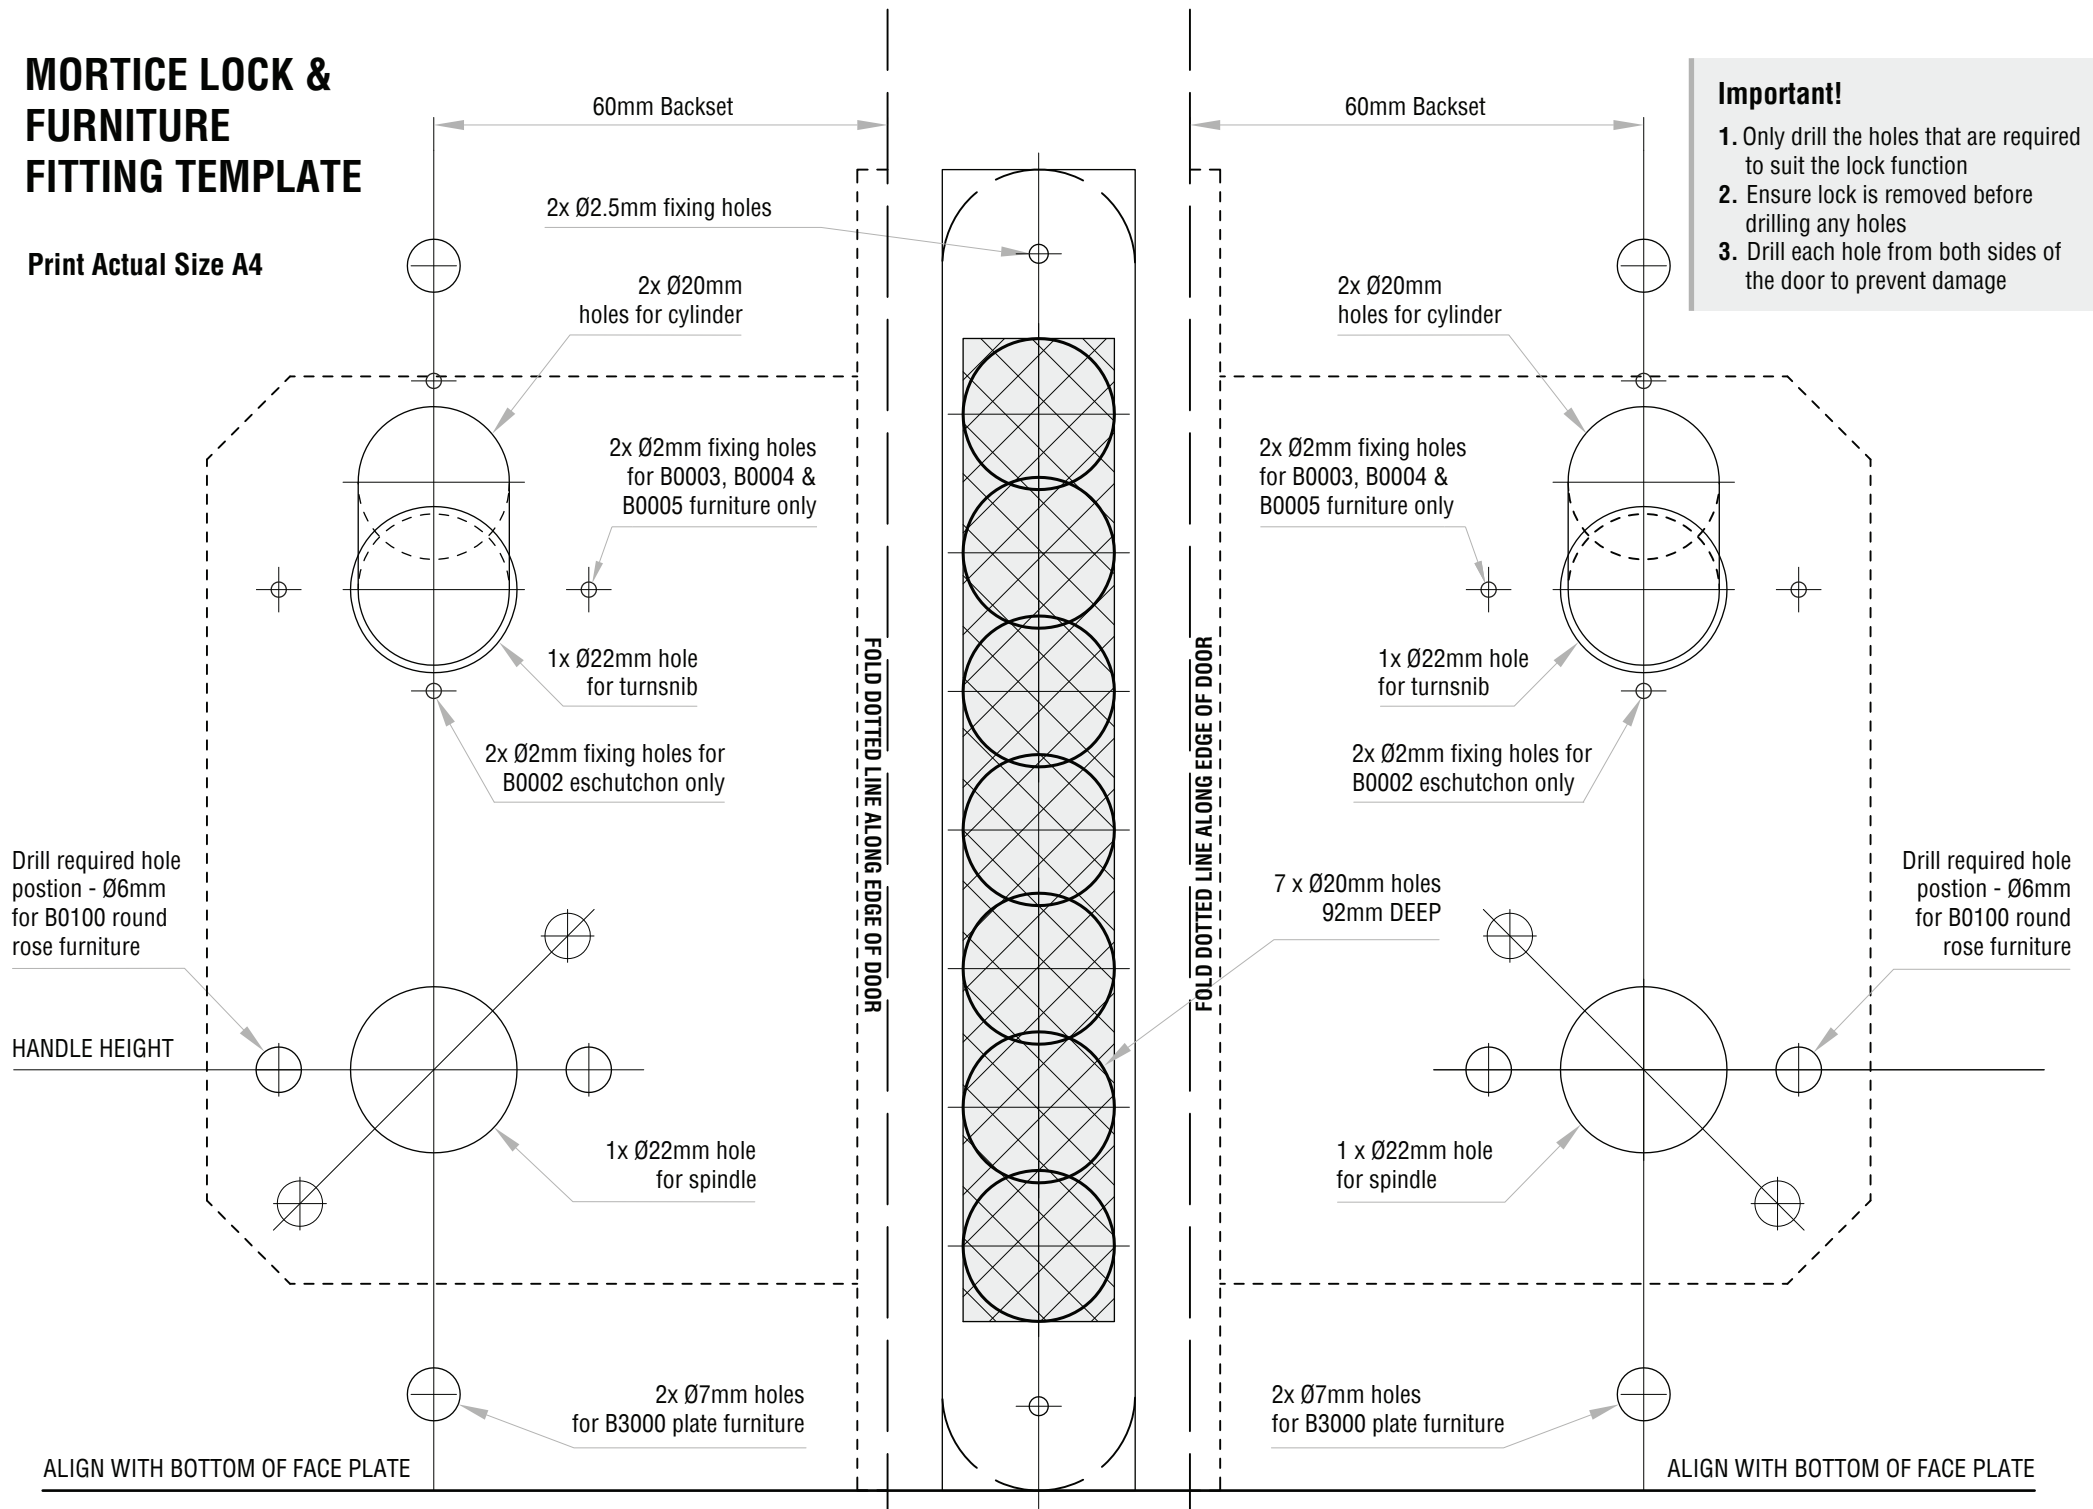 MORTICE LOCK &
FURNITURE
FITTING TEMPLATE
Print Actual Size A4
60mm Backset
60mm Backset
Important!
1. Only drill the holes that are required
to suit the lock function
2. Ensure lock is removed before
drilling any holes
3. Drill each hole from both sides of
the door to prevent damage
2x Ø2.5mm fixing holes
2x Ø20mm
holes for cylinder
2x Ø20mm
holes for cylinder
2x Ø2mm fixing holes
for B0003, B0004 &
B0005 furniture only
2x Ø2mm fixing holes
for B0003, B0004 &
B0005 furniture only
1x Ø22mm hole
for turnsnib
1x Ø22mm hole
for turnsnib
FOLD DOTTED LINE ALONG EDGE OF DOOR
FOLD DOTTED LINE ALONG EDGE OF DOOR
2x Ø2mm fixing holes for
B0002 eschutchon only
2x Ø2mm fixing holes for
B0002 eschutchon only
Drill required hole
postion - Ø6mm
for B0100 round
rose furniture
7 x Ø20mm holes
92mm DEEP
Drill required hole
postion - Ø6mm
for B0100 round
rose furniture
HANDLE HEIGHT
1x Ø22mm hole
for spindle
1 x Ø22mm hole
for spindle
2x Ø7mm holes
for B3000 plate furniture
2x Ø7mm holes
for B3000 plate furniture
ALIGN WITH BOTTOM OF FACE PLATE
ALIGN WITH BOTTOM OF FACE PLATE